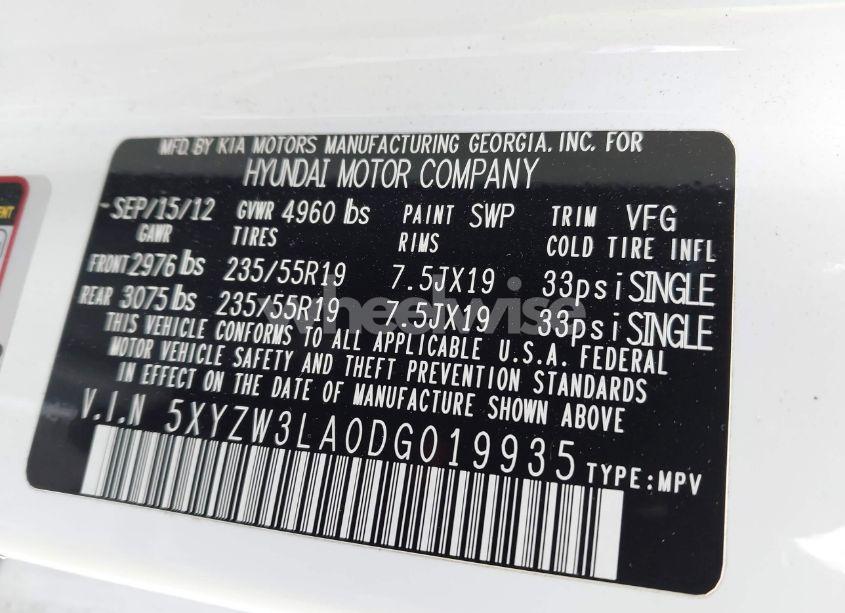 MFD. BY KIA MOTORS MANUFACTURING GEORGIA. INC. FOR
HYUNDAI MOTOR COMPANY
-SEP/15/12 GVWR 4960 lbs PAINT SWP TRIM VFG
GAWR TIRES RIMS COLD TIRE INFL
FRONT 2976 lbs 235/55R19 7.5JX19 33psi SINGLE
REAR 3075 lbs 235/55R19 7.5JX19 33psi SINGLE
THIS VEHICLE CONFORMS TO ALL APPLICABLE U.S.A. FEDERAL
MOTOR VEHICLE SAFETY AND THEFT PREVENTION STANDARDS
IN EFFECT ON THE DATE OF MANUFACTURE SHOWN ABOVE
V.I.N 5XYZW3LA0DG019935 TYPE:MPV
wheelwise